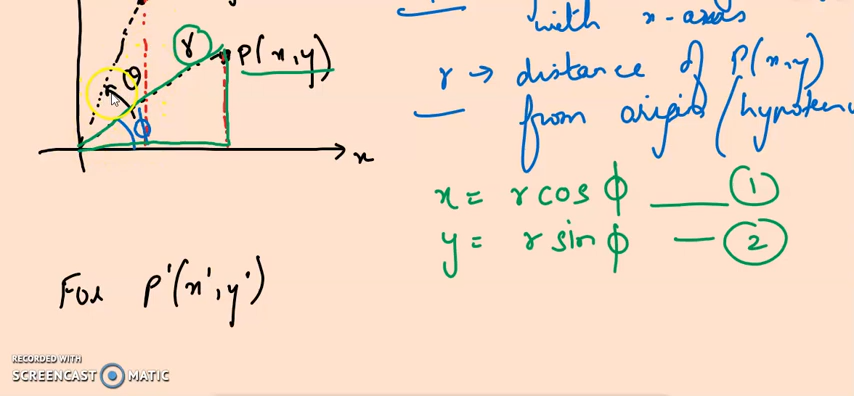 with x-axis
r → distance of P(x,y)
from origin/hypoten
r
P(x,y)
θ
ϕ
x
x = r cos ϕ ——— 1
y = r sin ϕ — 2
For P'(x',y')
RECORDED WITH
SCREENCAST MATIC